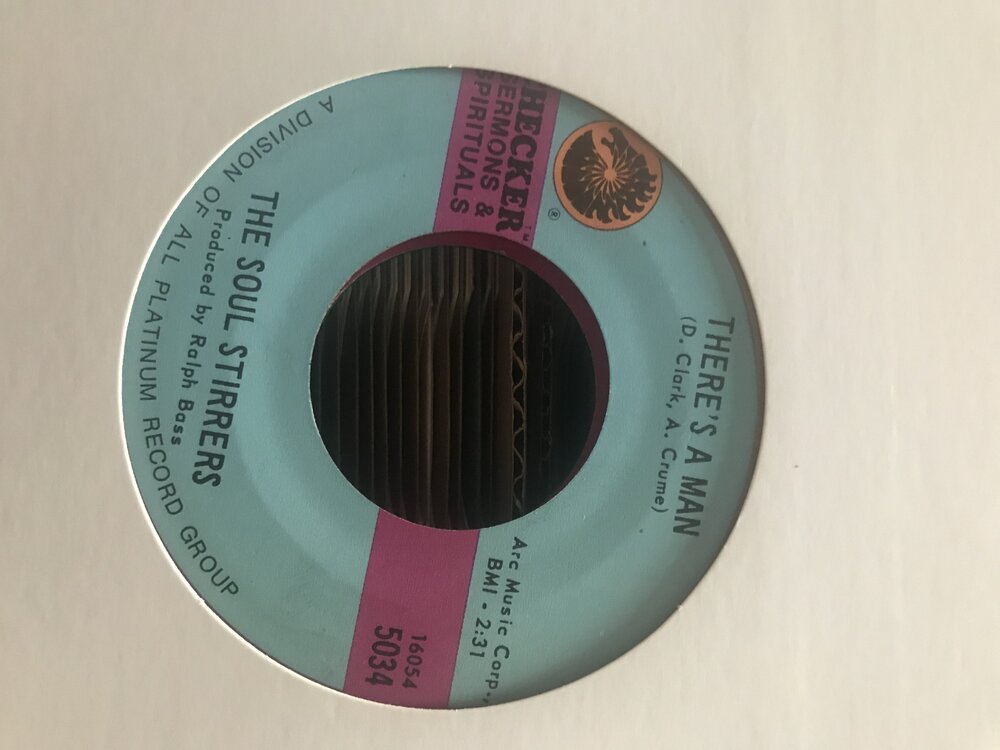 THERE'S A MAN
(D. Clark, A. Crume)
®
HECKER™
SERMONS &
SPIRITUALS
Arc Music Corp.,
BMI - 2:31
16054
5034
THE SOUL STIRRERS
Produced by Ralph Bass
A DIVISION OF ALL PLATINUM RECORD GROUP